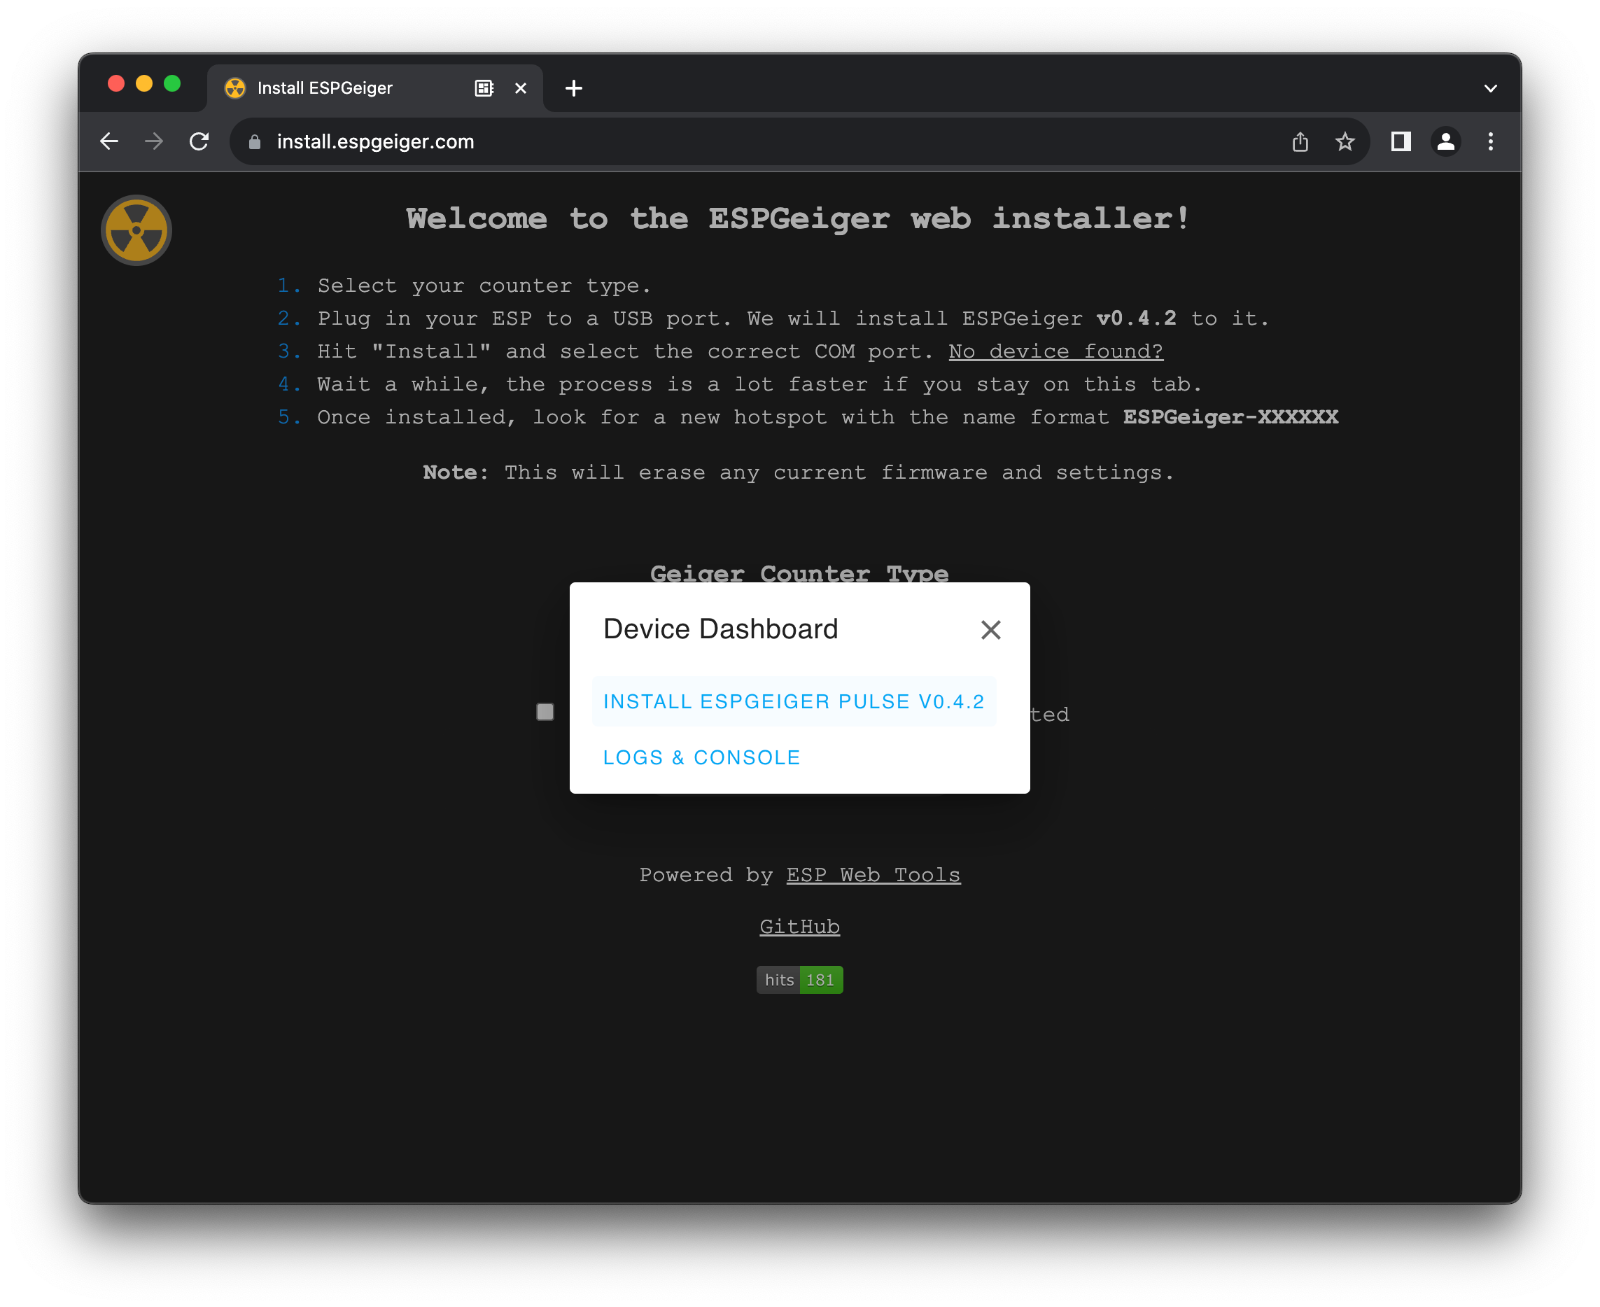 Install ESPGeiger
install.espgeiger.com
Welcome to the ESPGeiger web installer!
1. Select your counter type.
2. Plug in your ESP to a USB port. We will install ESPGeiger v0.4.2 to it.
3. Hit "Install" and select the correct COM port. No device found?
4. Wait a while, the process is a lot faster if you stay on this tab.
5. Once installed, look for a new hotspot with the name format ESPGeiger-XXXXXX
Note: This will erase any current firmware and settings.
Geiger Counter Type
Device Dashboard
INSTALL ESPGEIGER PULSE V0.4.2
ted
LOGS & CONSOLE
Powered by ESP Web Tools
GitHub
hits 181